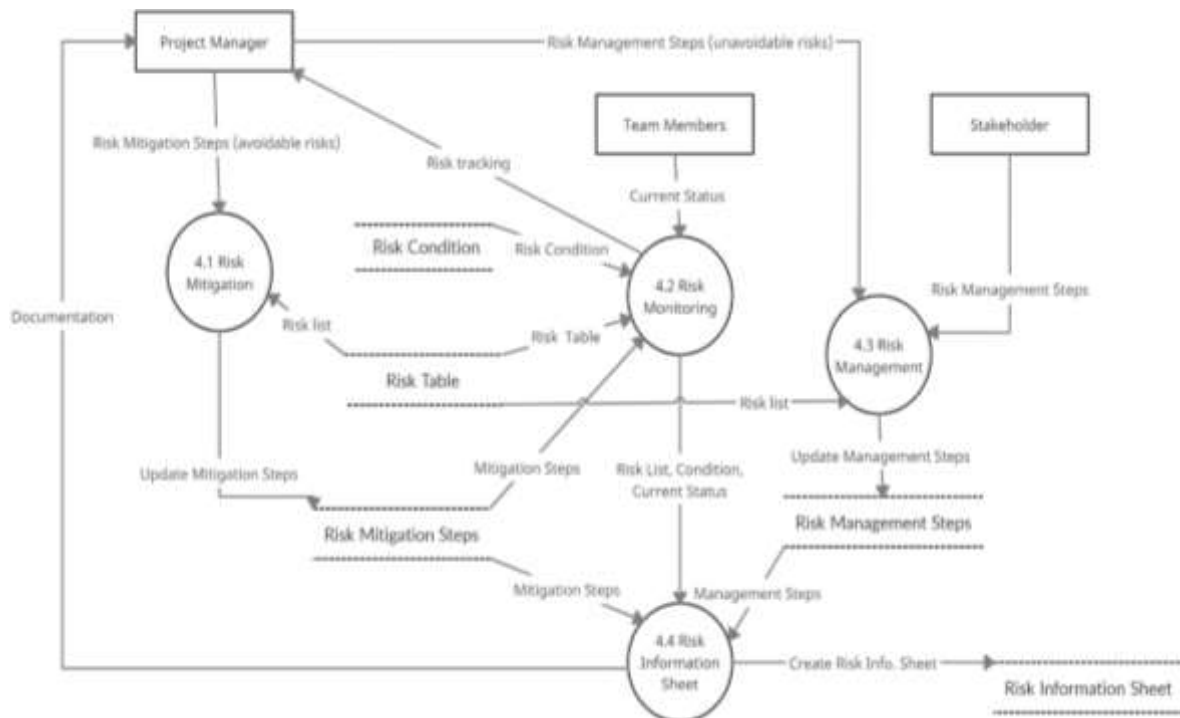 Project Manager
Risk Management Steps (unavoidable risks)
Team Members
Stakeholder
Risk Mitigation Steps (avoidable risks)
Risk tracking
Current Status
Risk Condition
Risk Condition
4.1 Risk
Mitigation
4.2 Risk
Monitoring
Risk Management Steps
Documentation
Risk list
Risk Table
4.3 Risk
Management
Risk Table
Risk list
Update Mitigation Steps
Mitigation Steps
Risk List, Condition,
Current Status
Update Management Steps
Risk Mitigation Steps
Risk Management Steps
Mitigation Steps
Management Steps
4.4 Risk
Information
Sheet
Create Risk Info. Sheet
Risk Information Sheet